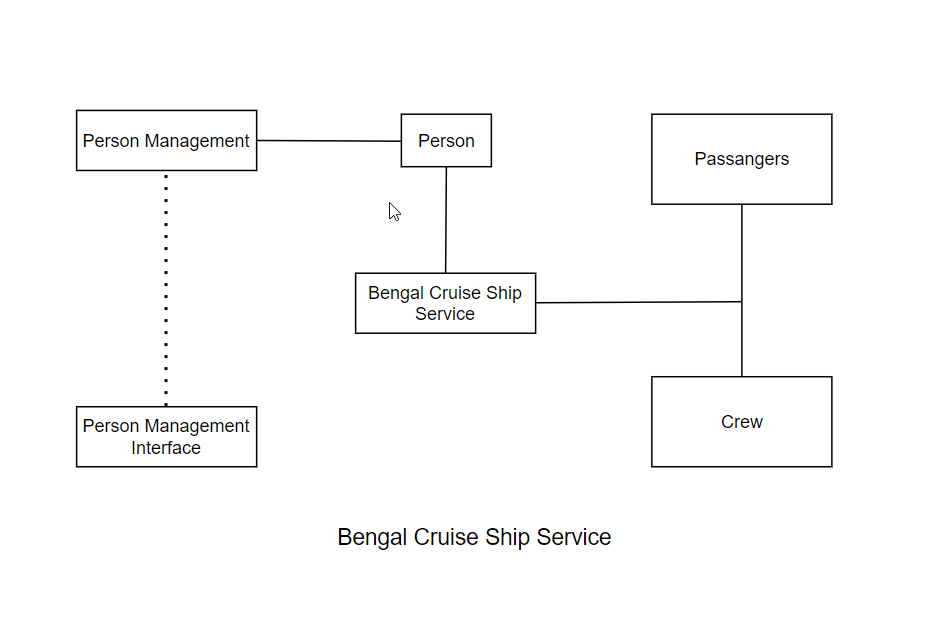 Person Management
Person
Passangers
Bengal Cruise Ship
Service
Person Management
Interface
Crew
Bengal Cruise Ship Service